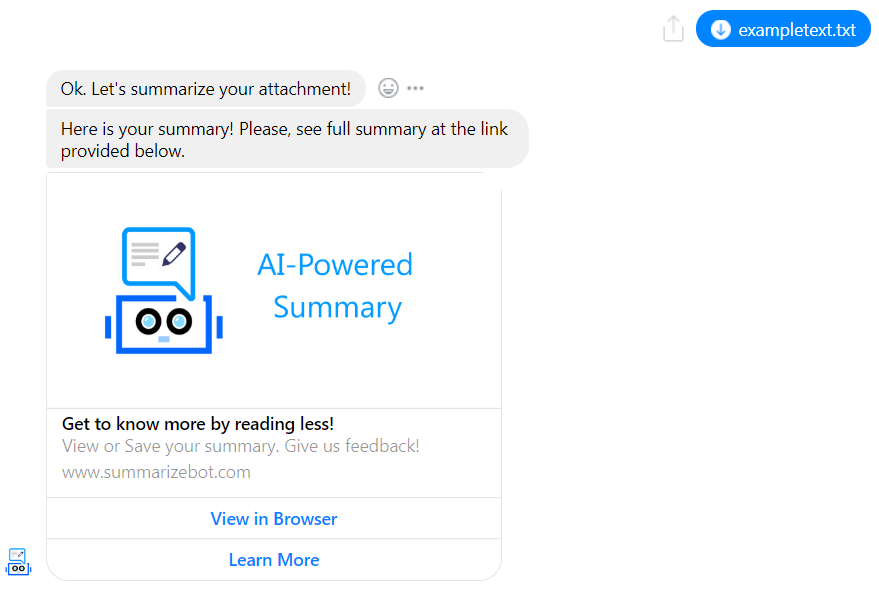 exampletext.txt
Ok. Let's summarize your attachment!
Here is your summary! Please, see full summary at the link
provided below.
AI-Powered
Summary
Get to know more by reading less!
View or Save your summary. Give us feedback!
www.summarizebot.com
View in Browser
Learn More